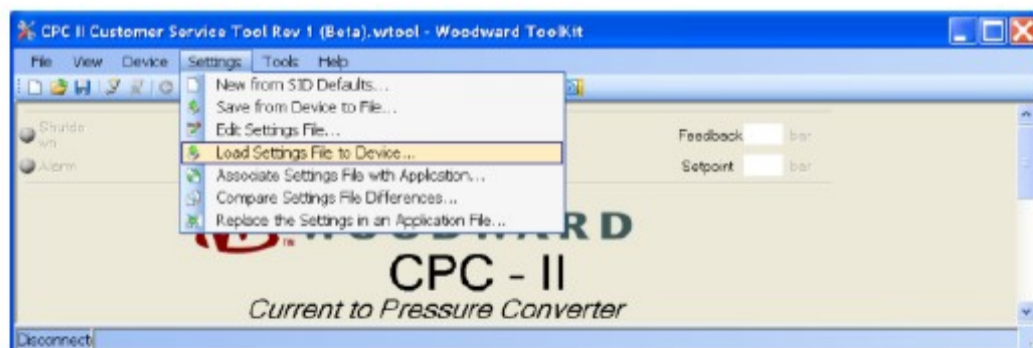 CPC II Customer Service Tool Rev 1 (Beta).wtool - Woodward ToolKit
File View Device Settings Tools Help
New from SID Defaults...
Save from Device to File...
Edit Settings File...
Load Settings File to Device...
Associate Settings File with Application...
Compare Settings File Differences...
Replace the Settings in an Application File...
Shutdo
wn
Alarm
Feedback bar
Setpoint bar
CPC - II
Current to Pressure Converter
Disconnect